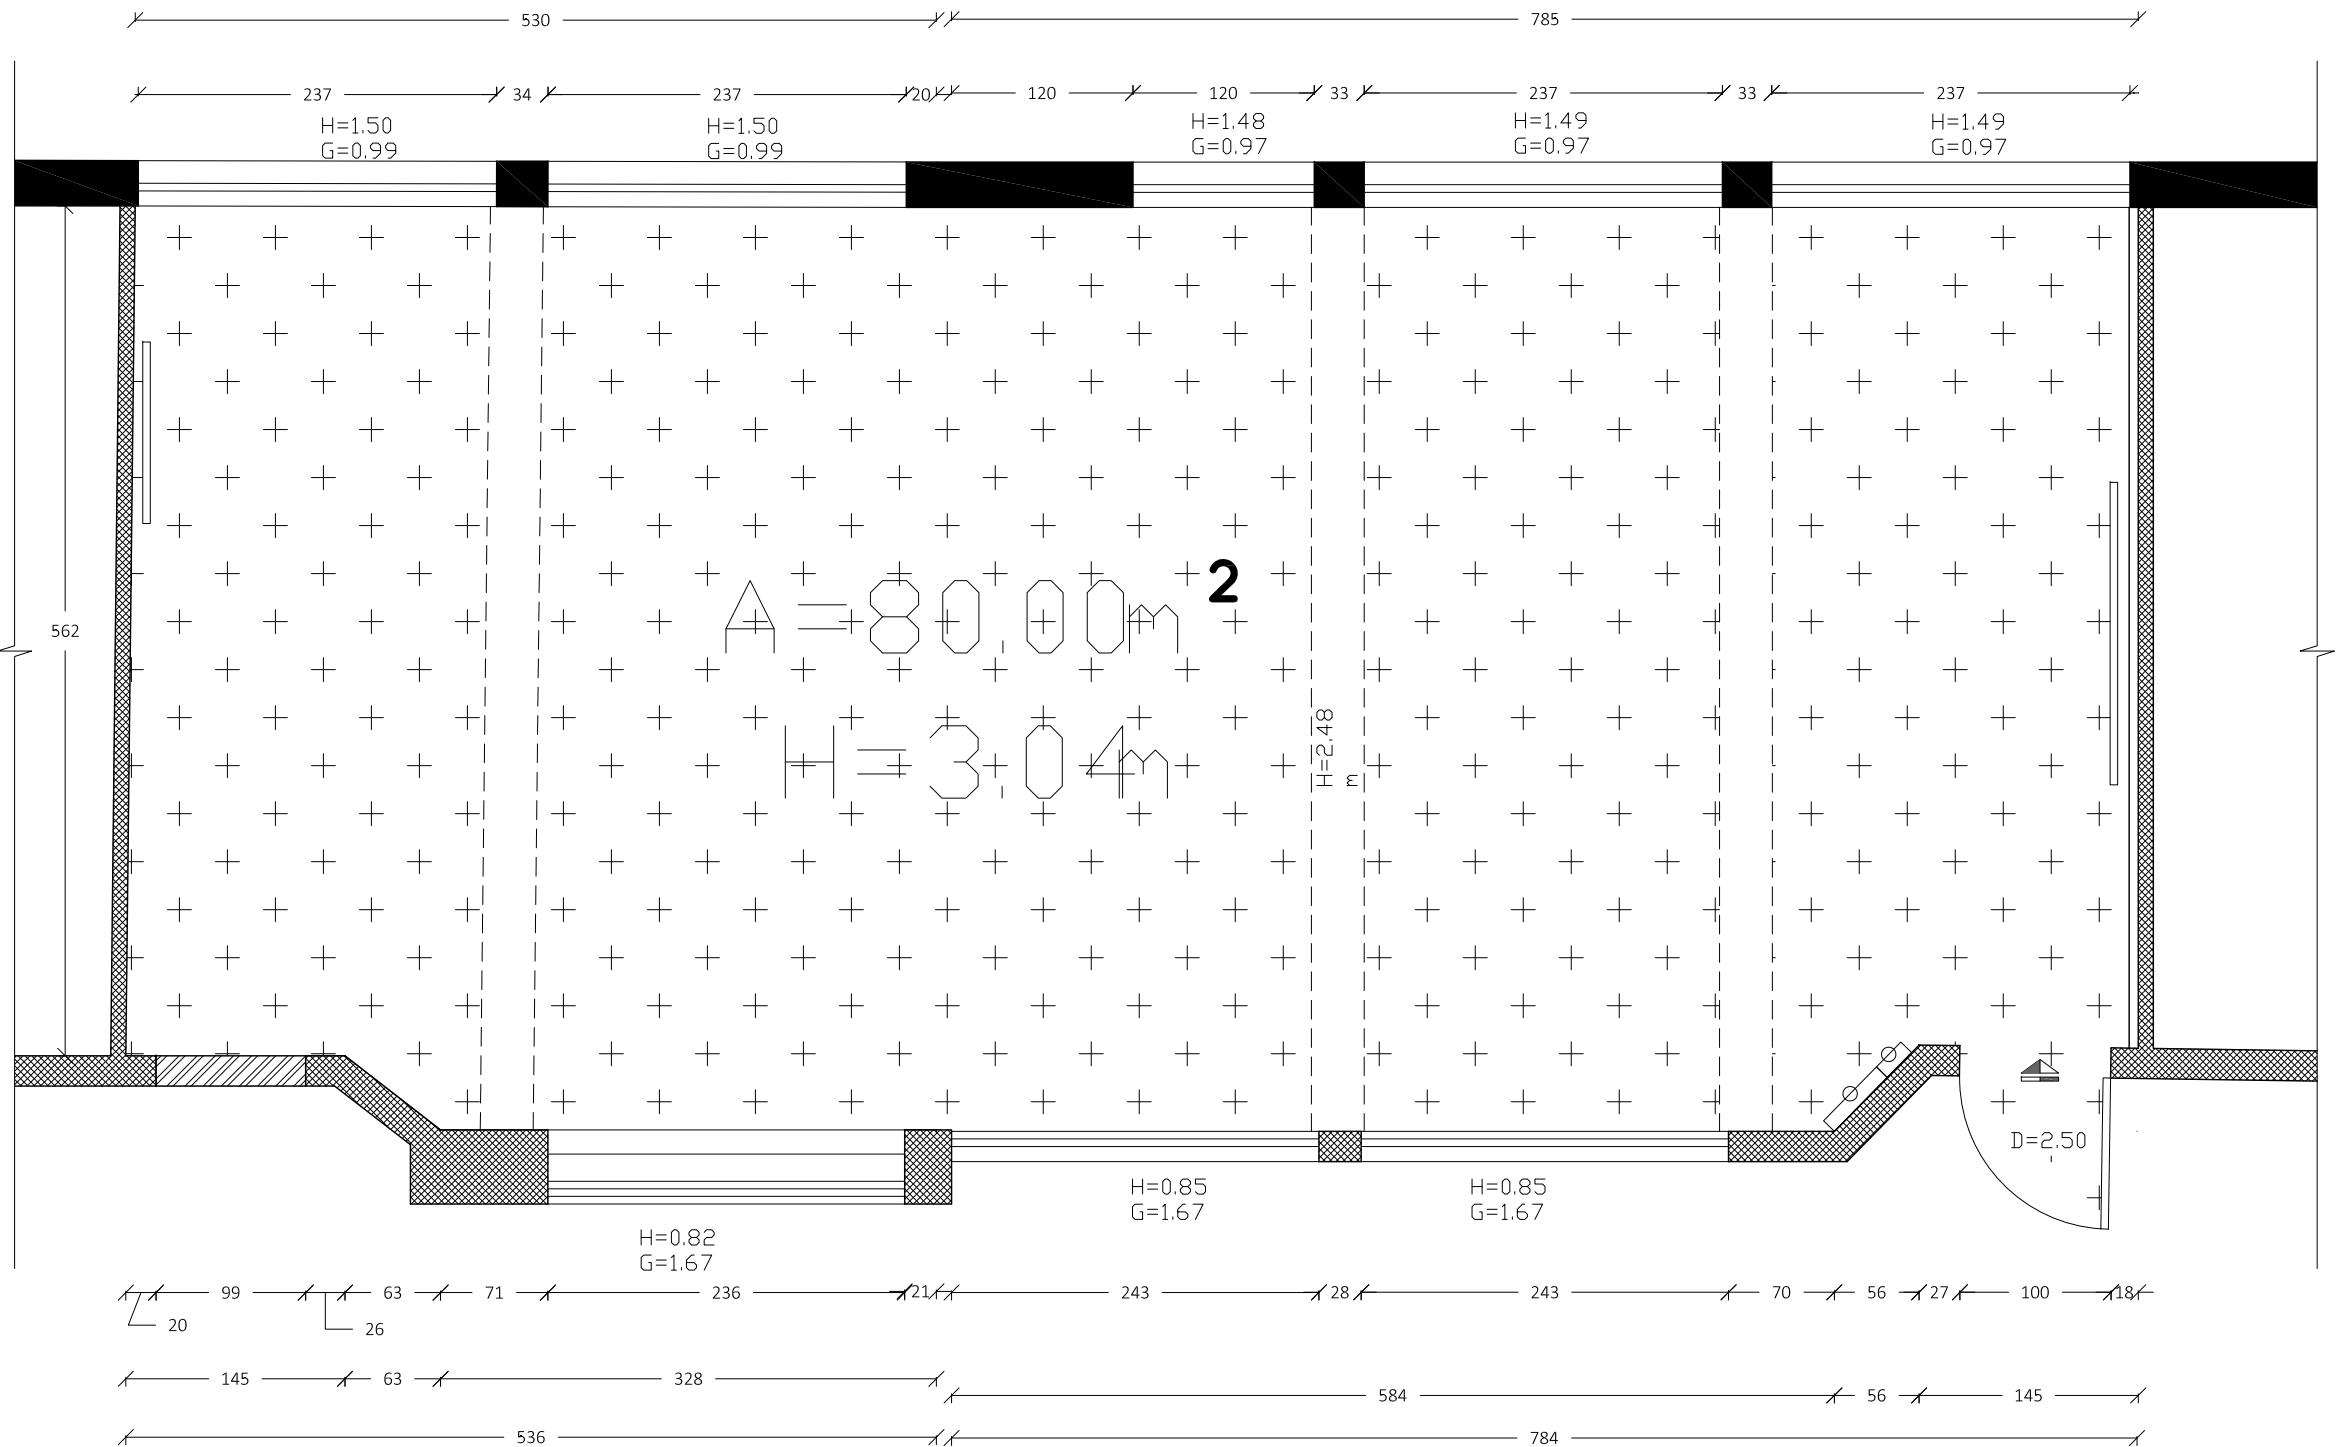 530
785
237
34
237
20
120
120
33
237
33
237
H=1.50
G=0.99
H=1.50
G=0.99
H=1.48
G=0.97
H=1.49
G=0.97
H=1.49
G=0.97
562
A=80,00m²
H=3,04m
H=2.48
m
D=2.50
H=0.85
G=1.67
H=0.85
G=1.67
H=0.82
G=1.67
99
63
71
236
21
243
28
243
70
56
27
100
18
20
26
145
63
328
584
56
145
536
784